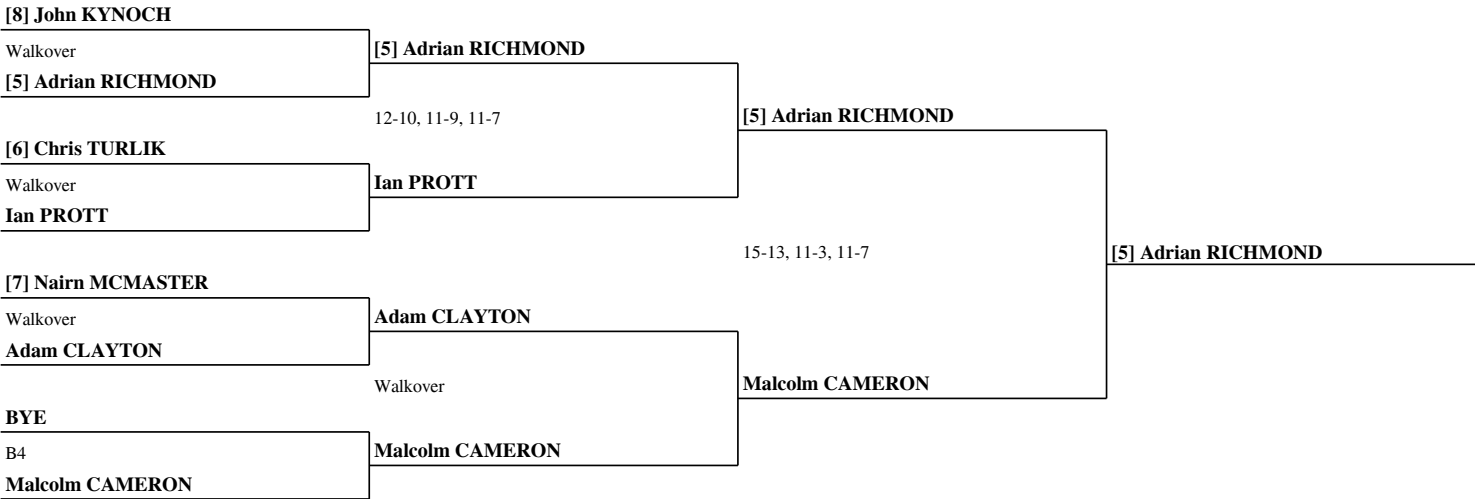 [8] John KYNOCH
Walkover
[5] Adrian RICHMOND
[5] Adrian RICHMOND
12-10, 11-9, 11-7
[5] Adrian RICHMOND
[6] Chris TURLIK
Walkover
Ian PROTT
Ian PROTT
15-13, 11-3, 11-7
[5] Adrian RICHMOND
[7] Nairn MCMASTER
Walkover
Adam CLAYTON
Adam CLAYTON
Walkover
Malcolm CAMERON
BYE
B4
Malcolm CAMERON
Malcolm CAMERON